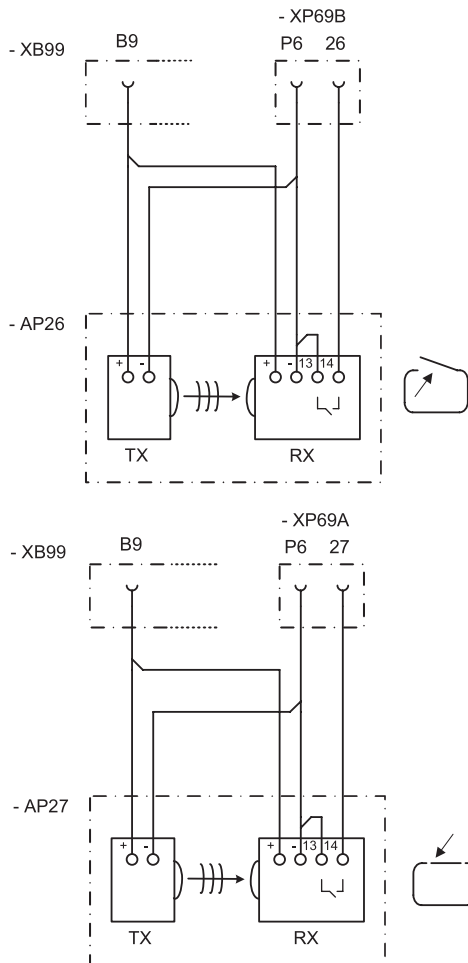 - XP69B
- XB99 B9 P6 26
- AP26
+ - + - 13 14
TX RX
- XP69A
- XB99 B9 P6 27
- AP27
+ - + - 13 14
TX RX